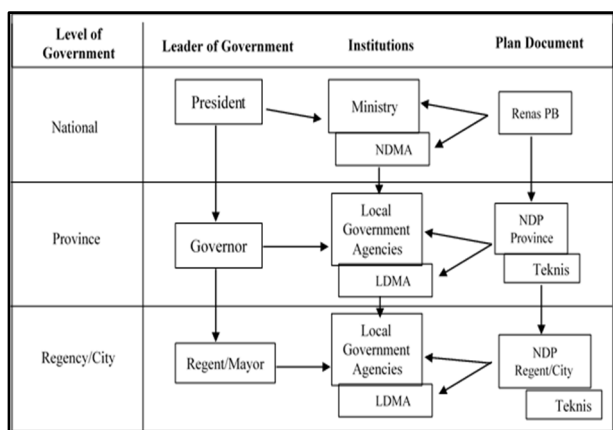 Level of
Government
Leader of Government
Institutions
Plan Document
National
President
Ministry
NDMA
Renas PB
Province
Governor
Local
Government
Agencies
LDMA
NDP
Province
Teknis
Regency/City
Regent/Mayor
Local
Government
Agencies
LDMA
NDP
Regent/City
Teknis